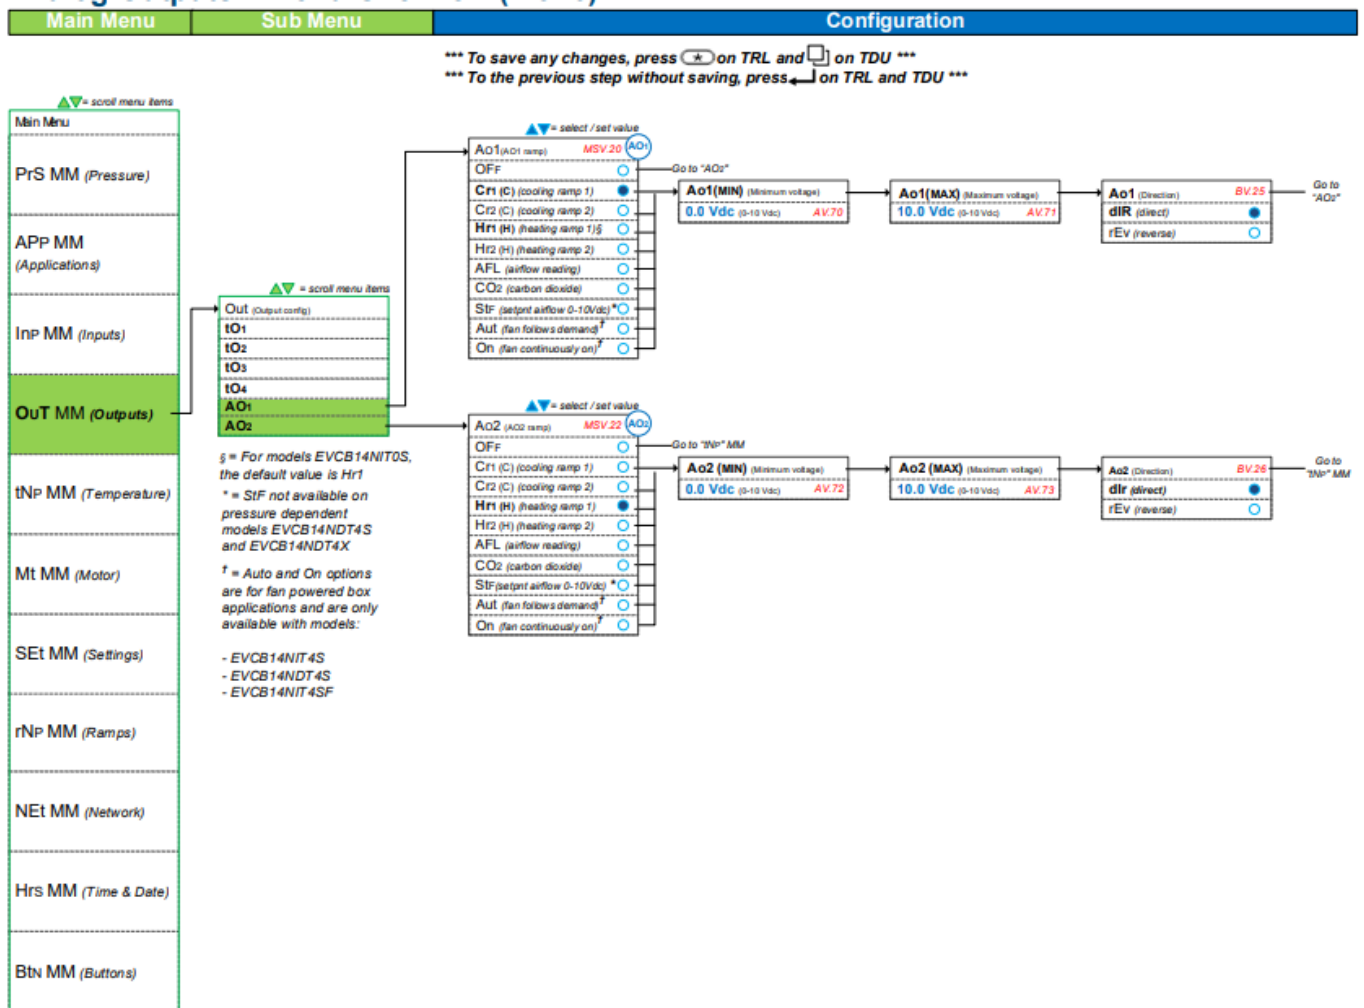 Main Menu
Sub Menu
Configuration
*** To save any changes, press on TRL and on TDU ***
*** To the previous step without saving, press on TRL and TDU ***
= scroll menu items
Main Menu
PrS MM (Pressure)
APP MM
(Applications)
InP MM (Inputs)
OuT MM (Outputs)
tNP MM (Temperature)
Mt MM (Motor)
SEt MM (Settings)
rNP MM (Ramps)
NEt MM (Network)
Hrs MM (Time & Date)
BtN MM (Buttons)
= scroll menu items
Out (Output config)
tO1
tO2
tO3
tO4
AO1
AO2
§ = For models EVCB14NIT0S,
the default value is Hr1
* = StF not available on
pressure dependent
models EVCB14NDT4S
and EVCB14NDT4X
† = Auto and On options
are for fan powered box
applications and are only
available with models:
- EVCB14NIT4S
- EVCB14NDT4S
- EVCB14NIT4SF
= select / set value
Ao1 (AO1 ramp) MSV.20 AO1
OFF
Go to "AO2"
Cr1 (C) (cooling ramp 1)
Cr2 (C) (cooling ramp 2)
Hr1 (H) (heating ramp 1)§
Hr2 (H) (heating ramp 2)
AFL (airflow reading)
CO2 (carbon dioxide)
StF (setpnt airflow 0-10Vdc) *
Aut (fan follows demand) †
On (fan continuously on) †
Ao1(MIN) (Minimum voltage)
0.0 Vdc (0-10 Vdc) AV.70
Ao1(MAX) (Maximum voltage)
10.0 Vdc (0-10 Vdc) AV.71
Ao1 (Direction) BV.25
dIR (direct)
rEv (reverse)
Go to
"AO2"
= select / set value
Ao2 (AO2 ramp) MSV.22 AO2
OFF
Go to "tNP" MM
Cr1 (C) (cooling ramp 1)
Cr2 (C) (cooling ramp 2)
Hr1 (H) (heating ramp 1)
Hr2 (H) (heating ramp 2)
AFL (airflow reading)
CO2 (carbon dioxide)
StF(setpnt airflow 0-10Vdc) *
Aut (fan follows demand) †
On (fan continuously on) †
Ao2 (MIN) (Minimum voltage)
0.0 Vdc (0-10 Vdc) AV.72
Ao2 (MAX) (Maximum voltage)
10.0 Vdc (0-10 Vdc) AV.73
Ao2 (Direction) BV.26
dIr (direct)
rEv (reverse)
Go to
"tNP" MM